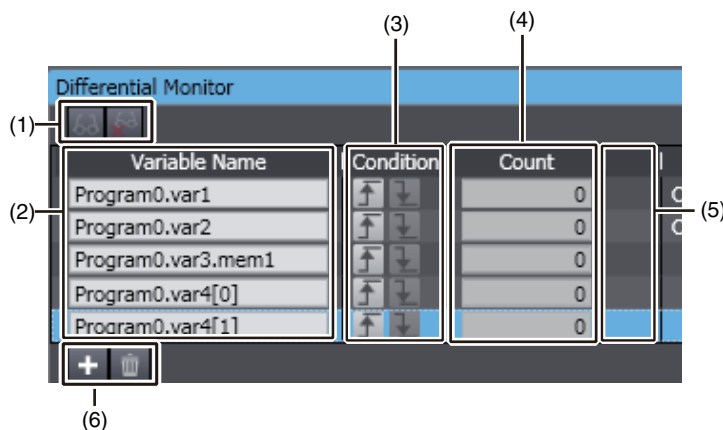 (3)
(4)
Differential Monitor
(1)
Variable Name Condition Count
(2)
Program0.var1 0
(5)
Program0.var2 0
Program0.var3.mem1 0
Program0.var4[0] 0
Program0.var4[1] 0
(6)